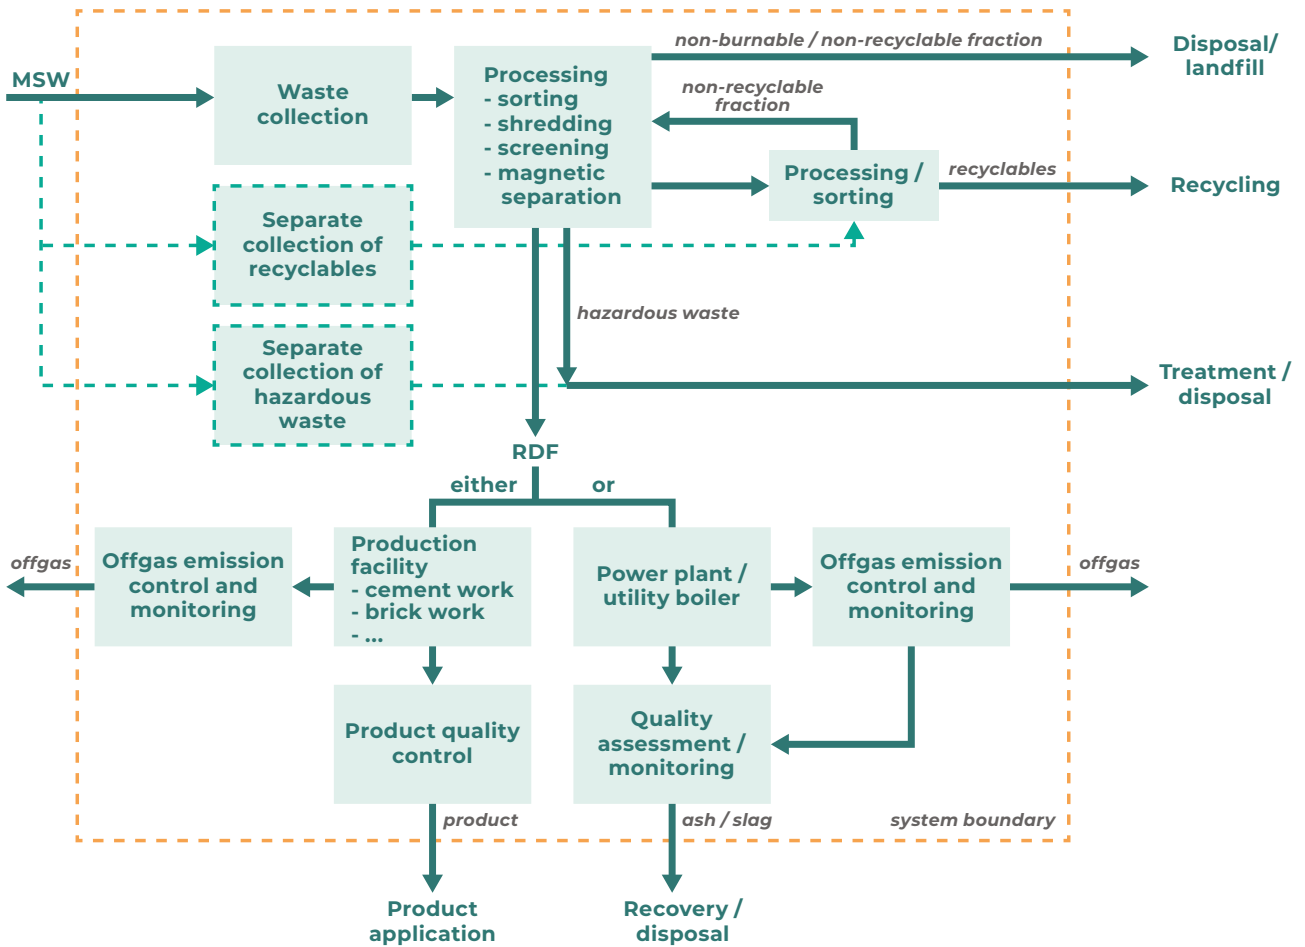 non-burnable / non-recyclable fraction
Disposal/
landfill
MSW
Waste
collection
Processing
- sorting
- shredding
- screening
- magnetic
separation
non-recyclable
fraction
Processing /
sorting
recyclables
Recycling
Separate
collection of
recyclables
hazardous waste
Separate
collection of
hazardous
waste
Treatment /
disposal
RDF
either
or
offgas
Offgas emission
control and
monitoring
Production
facility
- cement work
- brick work
- ...
Power plant /
utility boiler
Offgas emission
control and
monitoring
offgas
Product quality
control
Quality
assessment /
monitoring
product
ash / slag
system boundary
Product
application
Recovery /
disposal